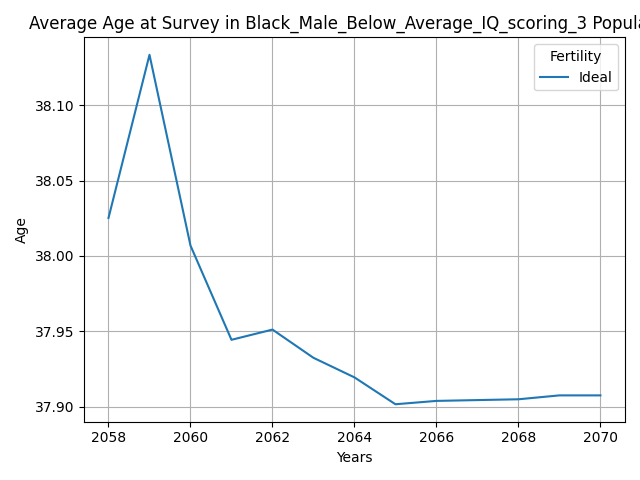 Average Age at Survey in Black_Male_Below_Average_IQ_scoring_3 Popula
Fertility
Ideal
38.10
38.05
38.00
37.95
37.90
Age
2058 2060 2062 2064 2066 2068 2070
Years